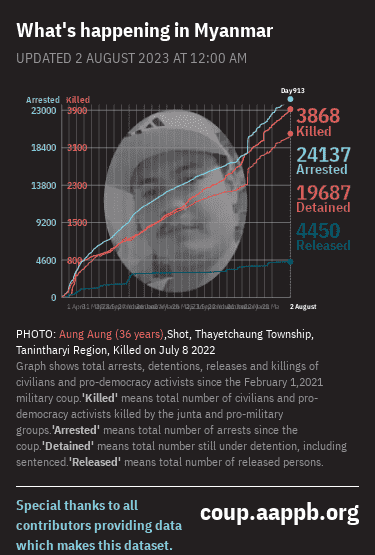 What's happening in Myanmar
UPDATED 2 AUGUST 2023 AT 12:00 AM
Day913
Arrested Killed
23000 3900
18400 3100
13800 2300
9200 1500
4600 800
0
3868
Killed
24137
Arrested
19687
Detained
4450
Released
2 August
PHOTO: Aung Aung (36 years),Shot, Thayetchaung Township,
Tanintharyi Region, Killed on July 8 2022
Graph shows total arrests, detentions, releases and killings of
civilians and pro-democracy activists since the February 1,2021
military coup.'Killed' means total number of civilians and pro-
democracy activists killed by the junta and pro-military
groups.'Arrested' means total number of arrests since the
coup.'Detained' means total number still under detention, including
sentenced.'Released' means total number of released persons.
Special thanks to all
contributors providing data
which makes this dataset.
coup.aappb.org